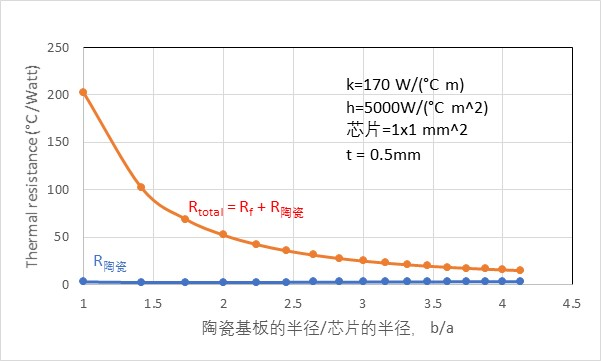 Thermal resistance (°C/Watt)
250
200
150
100
50
0
k=170 W/(°C m)
h=5000W/(°C m^2)
芯片=1x1 mm^2
t = 0.5mm
Rtotal = Rf + R陶瓷
R陶瓷
1 1.5 2 2.5 3 3.5 4 4.5
陶瓷基板的半径/芯片的半径, b/a